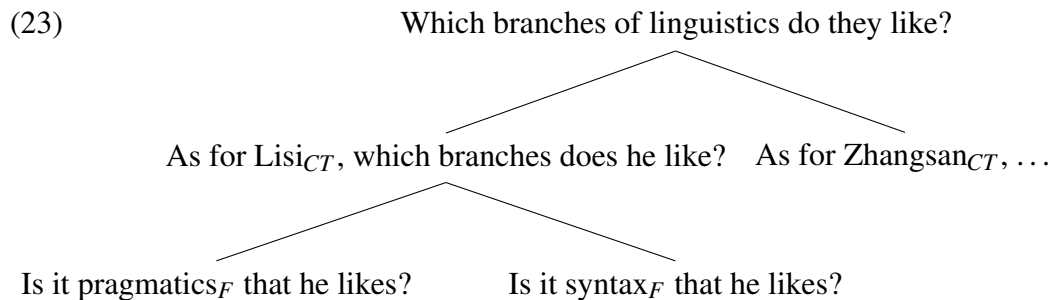 (23) Which branches of linguistics do they like?
As for Lisi_CT, which branches does he like? As for Zhangsan_CT, …
Is it pragmatics_F that he likes? Is it syntax_F that he likes?